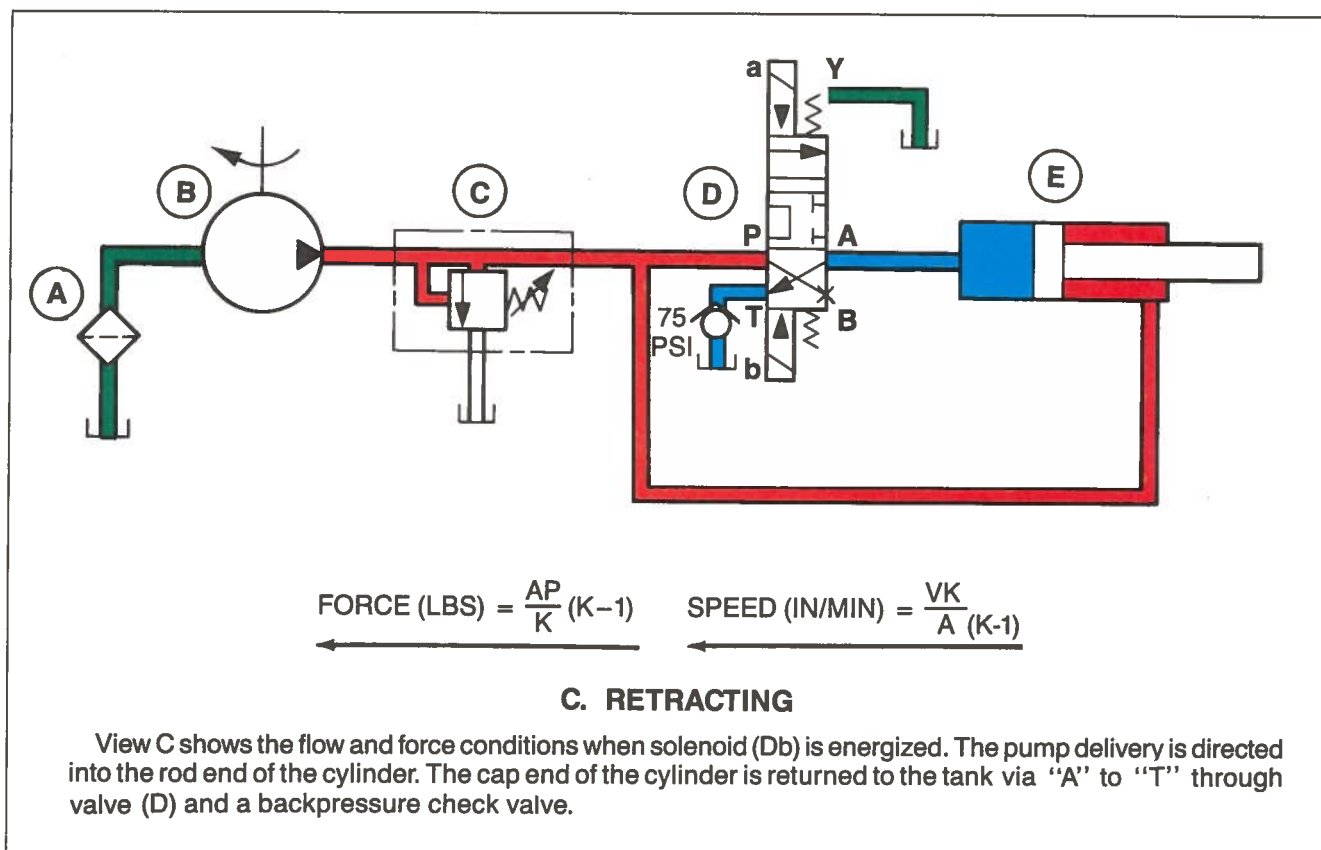 a
Y
B
C
D
E
P
A
A
75
PSI
T
B
b
FORCE (LBS) = AP/K (K−1)
SPEED (IN/MIN) = VK/A (K-1)
C. RETRACTING
View C shows the flow and force conditions when solenoid (Db) is energized. The pump delivery is directed
into the rod end of the cylinder. The cap end of the cylinder is returned to the tank via "A" to "T" through
valve (D) and a backpressure check valve.